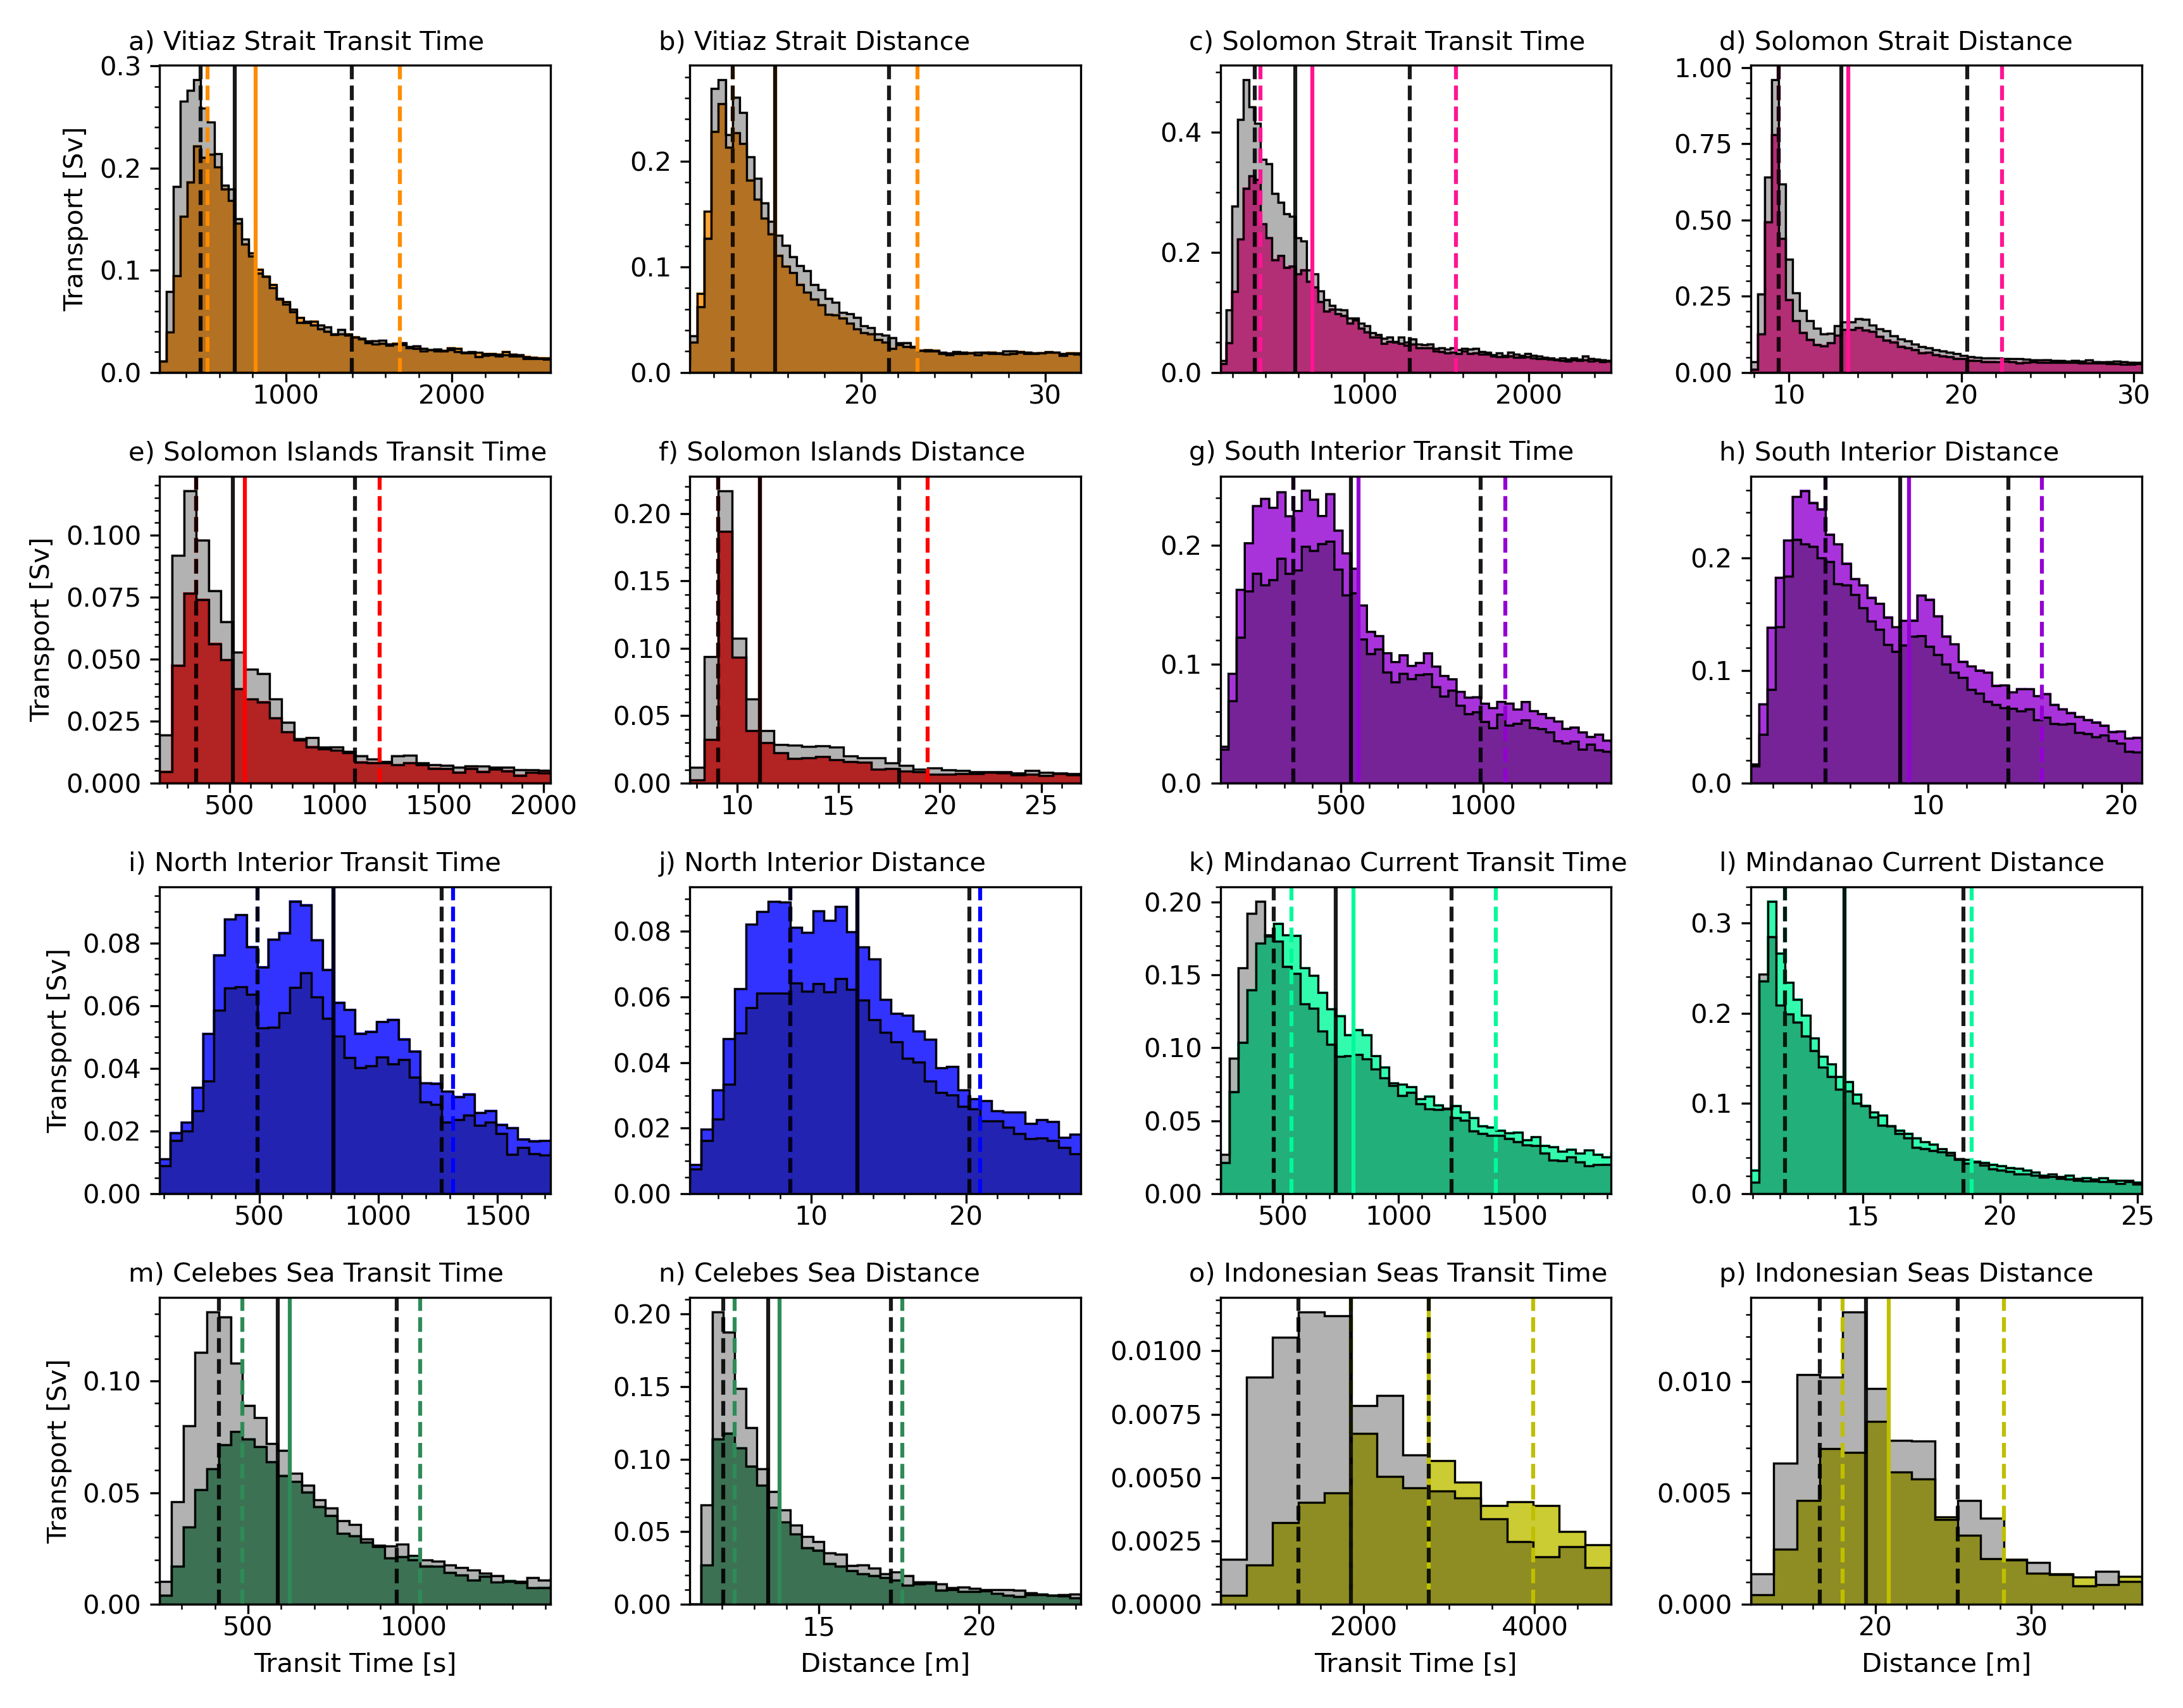 a) Vitiaz Strait Transit Time
b) Vitiaz Strait Distance
c) Solomon Strait Transit Time
d) Solomon Strait Distance
Transport [Sv]
0.3
0.2
0.1
0.0
1000 2000
0.2
0.1
0.0
20 30
0.4
0.2
0.0
1000 2000
1.00
0.75
0.50
0.25
0.00
10 20 30
e) Solomon Islands Transit Time
f) Solomon Islands Distance
g) South Interior Transit Time
h) South Interior Distance
Transport [Sv]
0.100
0.075
0.050
0.025
0.000
500 1000 1500 2000
0.20
0.15
0.10
0.05
0.00
10 15 20 25
0.2
0.1
0.0
500 1000
0.2
0.1
0.0
10 20
i) North Interior Transit Time
j) North Interior Distance
k) Mindanao Current Transit Time
l) Mindanao Current Distance
Transport [Sv]
0.08
0.06
0.04
0.02
0.00
500 1000 1500
0.08
0.06
0.04
0.02
0.00
10 20
0.20
0.15
0.10
0.05
0.00
500 1000 1500
0.3
0.2
0.1
0.0
15 20 25
m) Celebes Sea Transit Time
n) Celebes Sea Distance
o) Indonesian Seas Transit Time
p) Indonesian Seas Distance
Transport [Sv]
0.10
0.05
0.00
500 1000
Transit Time [s]
0.20
0.15
0.10
0.05
0.00
15 20
Distance [m]
0.0100
0.0075
0.0050
0.0025
0.0000
2000 4000
Transit Time [s]
0.010
0.005
0.000
20 30
Distance [m]